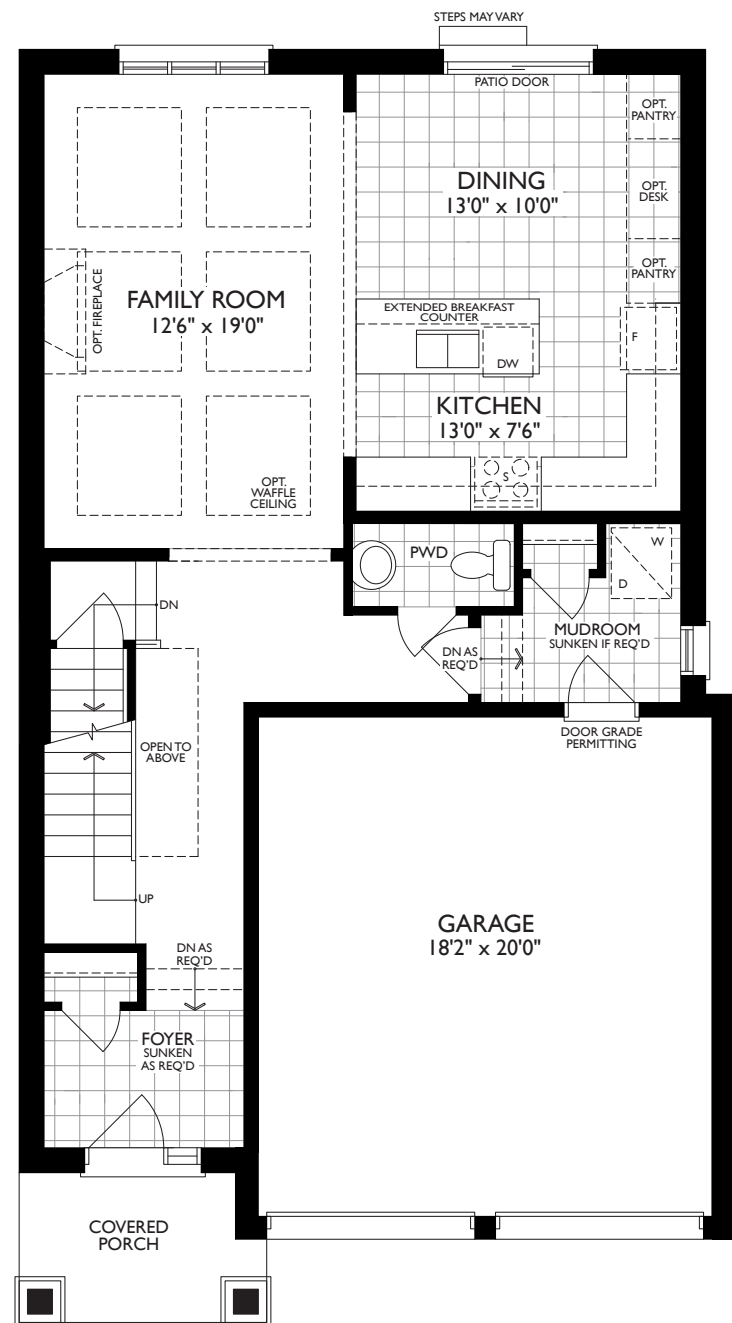 STEPS MAY VARY
PATIO DOOR
OPT.
PANTRY
DINING
13'0" x 10'0"
OPT.
DESK
OPT.
PANTRY
FAMILY ROOM
12'6" x 19'0"
OPT. FIREPLACE
EXTENDED BREAKFAST
COUNTER
F
DW
KITCHEN
13'0" x 7'6"
S
OPT.
WAFFLE
CEILING
PWD
W
D
DN
MUDROOM
SUNKEN IF REQ'D
DN AS
REQ'D
DOOR GRADE
PERMITTING
OPEN TO
ABOVE
UP
GARAGE
18'2" x 20'0"
DN AS
REQ'D
FOYER
SUNKEN
AS REQ'D
COVERED
PORCH